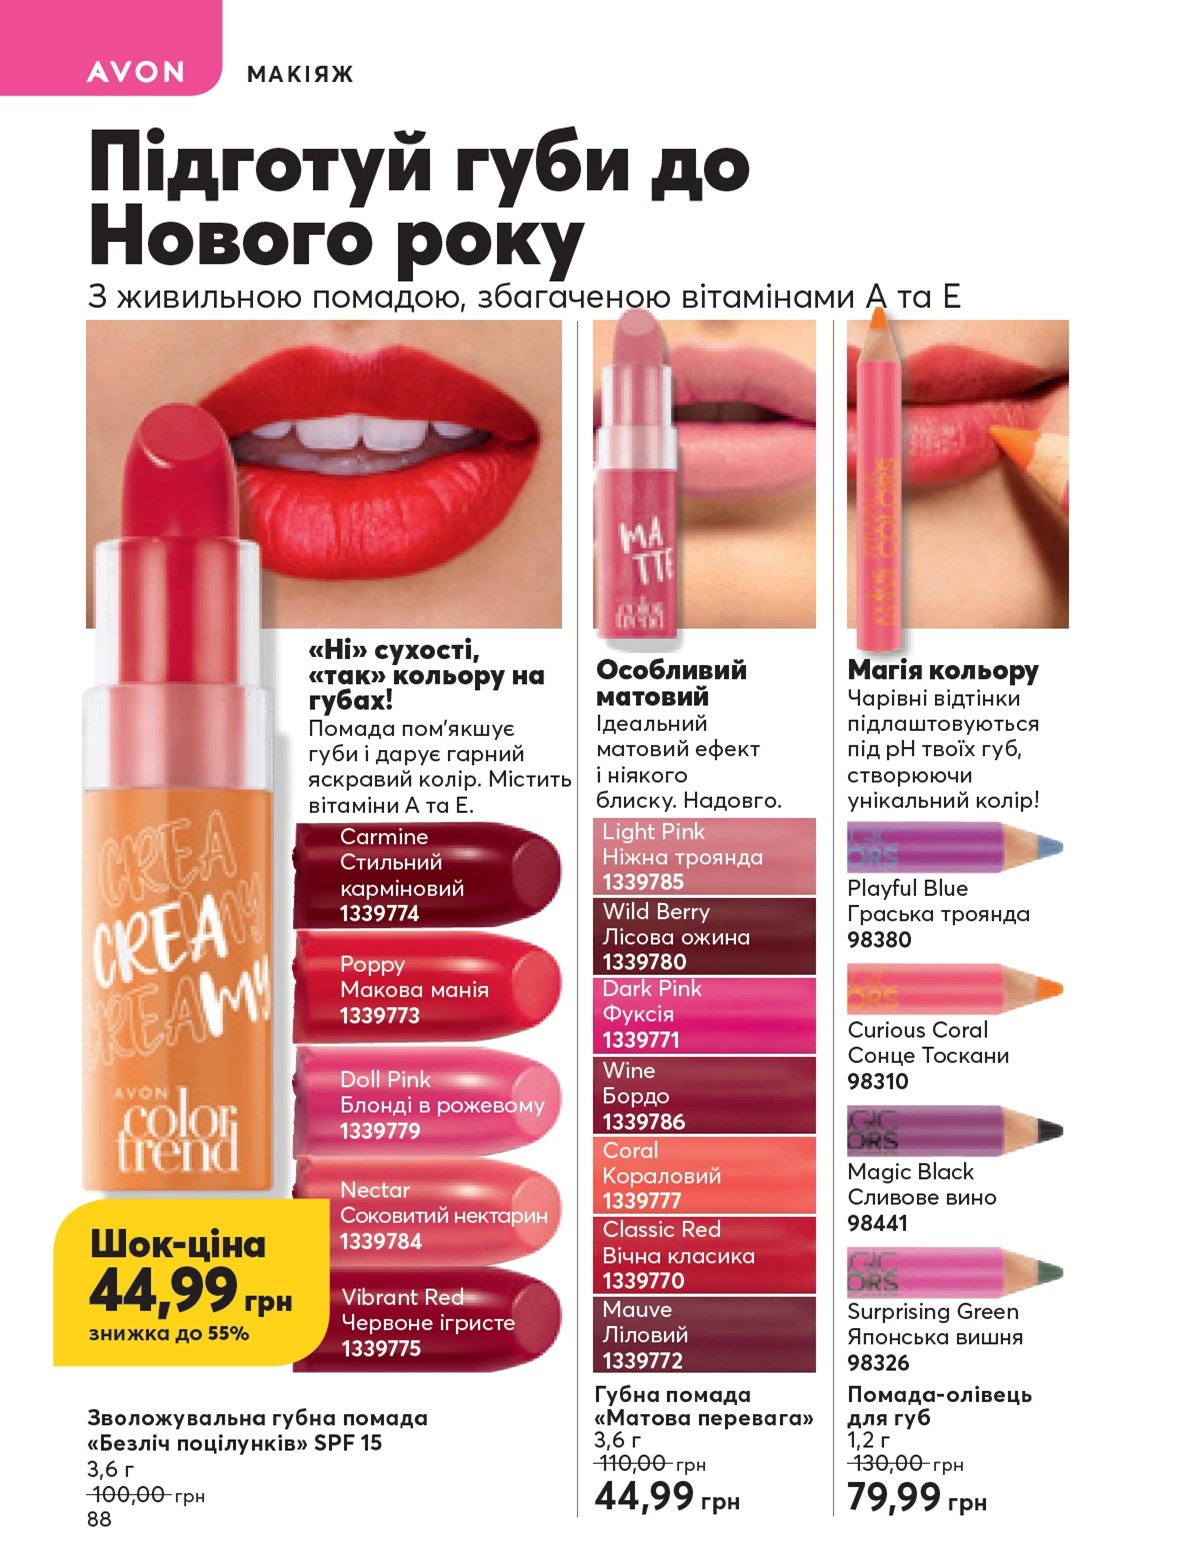 AVON
МАКІЯЖ
Підготуй губи до
Нового року
З живильною помадою, збагаченою вітамінами А та Е
«Ні» сухості,
«так» кольору на
губах!
Помада пом'якшує
губи і дарує гарний
яскравий колір. Містить
вітаміни А та Е.
CREA
CREA
MY
CREAMY
AVON
color
trend
Carmine
Стильний
карміновий
1339774
Poppy
Макова манія
1339773
Doll Pink
Блонді в рожевому
1339779
Nectar
Соковитий нектарин
1339784
Vibrant Red
Червоне ігристе
1339775
Шок-ціна
44,99 грн
знижка до 55%
Зволожувальна губна помада
«Безліч поцілунків» SPF 15
3,6 г
100,00 грн
MA
TTE
color
trend
Особливий
матовий
Ідеальний
матовий ефект
і ніякого
блиску. Надовго.
Light Pink
Ніжна троянда
1339785
Wild Berry
Лісова ожина
1339780
Dark Pink
Фуксія
1339771
Wine
Бордо
1339786
Coral
Кораловий
1339777
Classic Red
Вічна класика
1339770
Mauve
Ліловий
1339772
Губна помада
«Матова перевага»
3,6 г
110,00 грн
44,99 грн
COLORS
Магія кольору
Чарівні відтінки
підлаштовуються
під pH твоїх губ,
створюючи
унікальний колір!
Playful Blue
Граська троянда
98380
Curious Coral
Сонце Тоскани
98310
Magic Black
Сливове вино
98441
Surprising Green
Японська вишня
98326
Помада-олівець
для губ
1,2 г
130,00 грн
79,99 грн
88